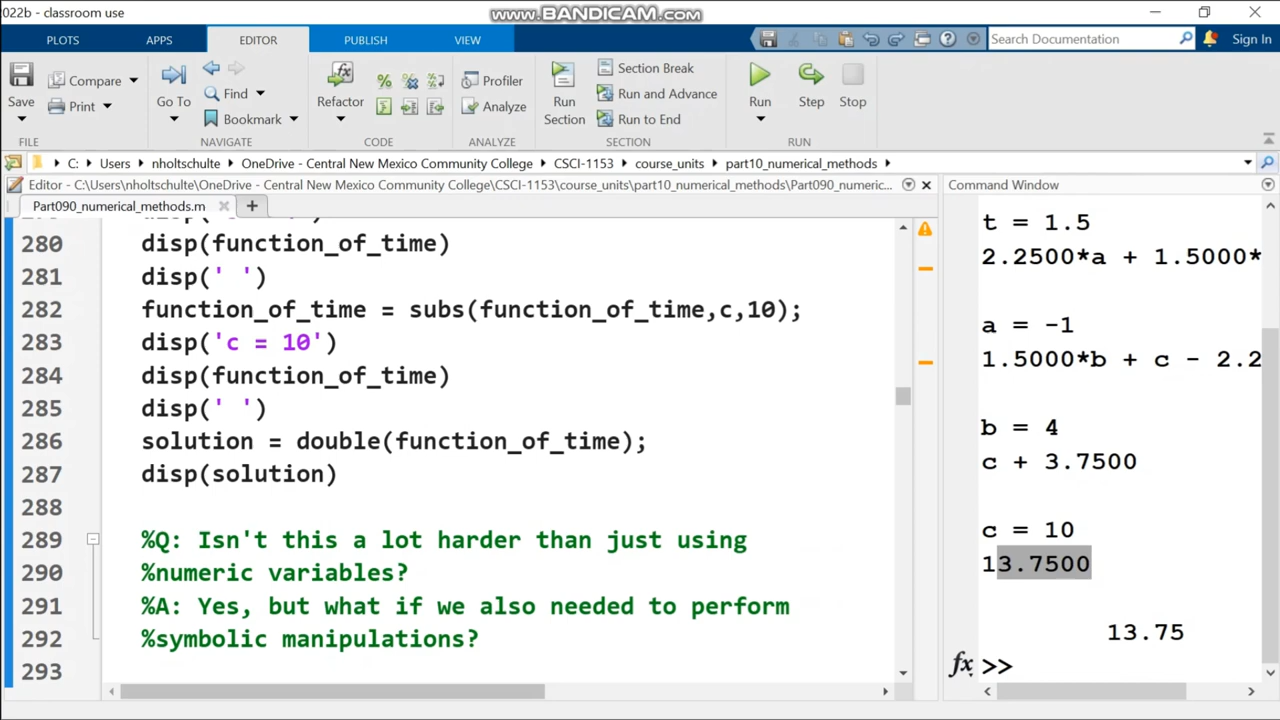 022b - classroom use
www.BANDICAM.com
PLOTS APPS EDITOR PUBLISH VIEW
Search Documentation
Sign In
Save
Compare
Print
FILE
Go To
Find
Bookmark
NAVIGATE
Refactor
CODE
Profiler
Analyze
ANALYZE
Run
Section
Section Break
Run and Advance
Run to End
SECTION
Run
Step
Stop
RUN
C: Users nholtschulte OneDrive - Central New Mexico Community College CSCI-1153 course_units part10_numerical_methods
Editor - C:\Users\nholtschulte\OneDrive - Central New Mexico Community College\CSCI-1153\course_units\part10_numerical_methods\Part090_numeric...
Part090_numerical_methods.m
280 disp(function_of_time)
281 disp(' ')
282 function_of_time = subs(function_of_time,c,10);
283 disp('c = 10')
284 disp(function_of_time)
285 disp(' ')
286 solution = double(function_of_time);
287 disp(solution)
288
289 %Q: Isn't this a lot harder than just using
290 %numeric variables?
291 %A: Yes, but what if we also needed to perform
292 %symbolic manipulations?
293
Command Window
t = 1.5
2.2500*a + 1.5000*
a = -1
1.5000*b + c - 2.2
b = 4
c + 3.7500
c = 10
13.7500
13.75
fx >>